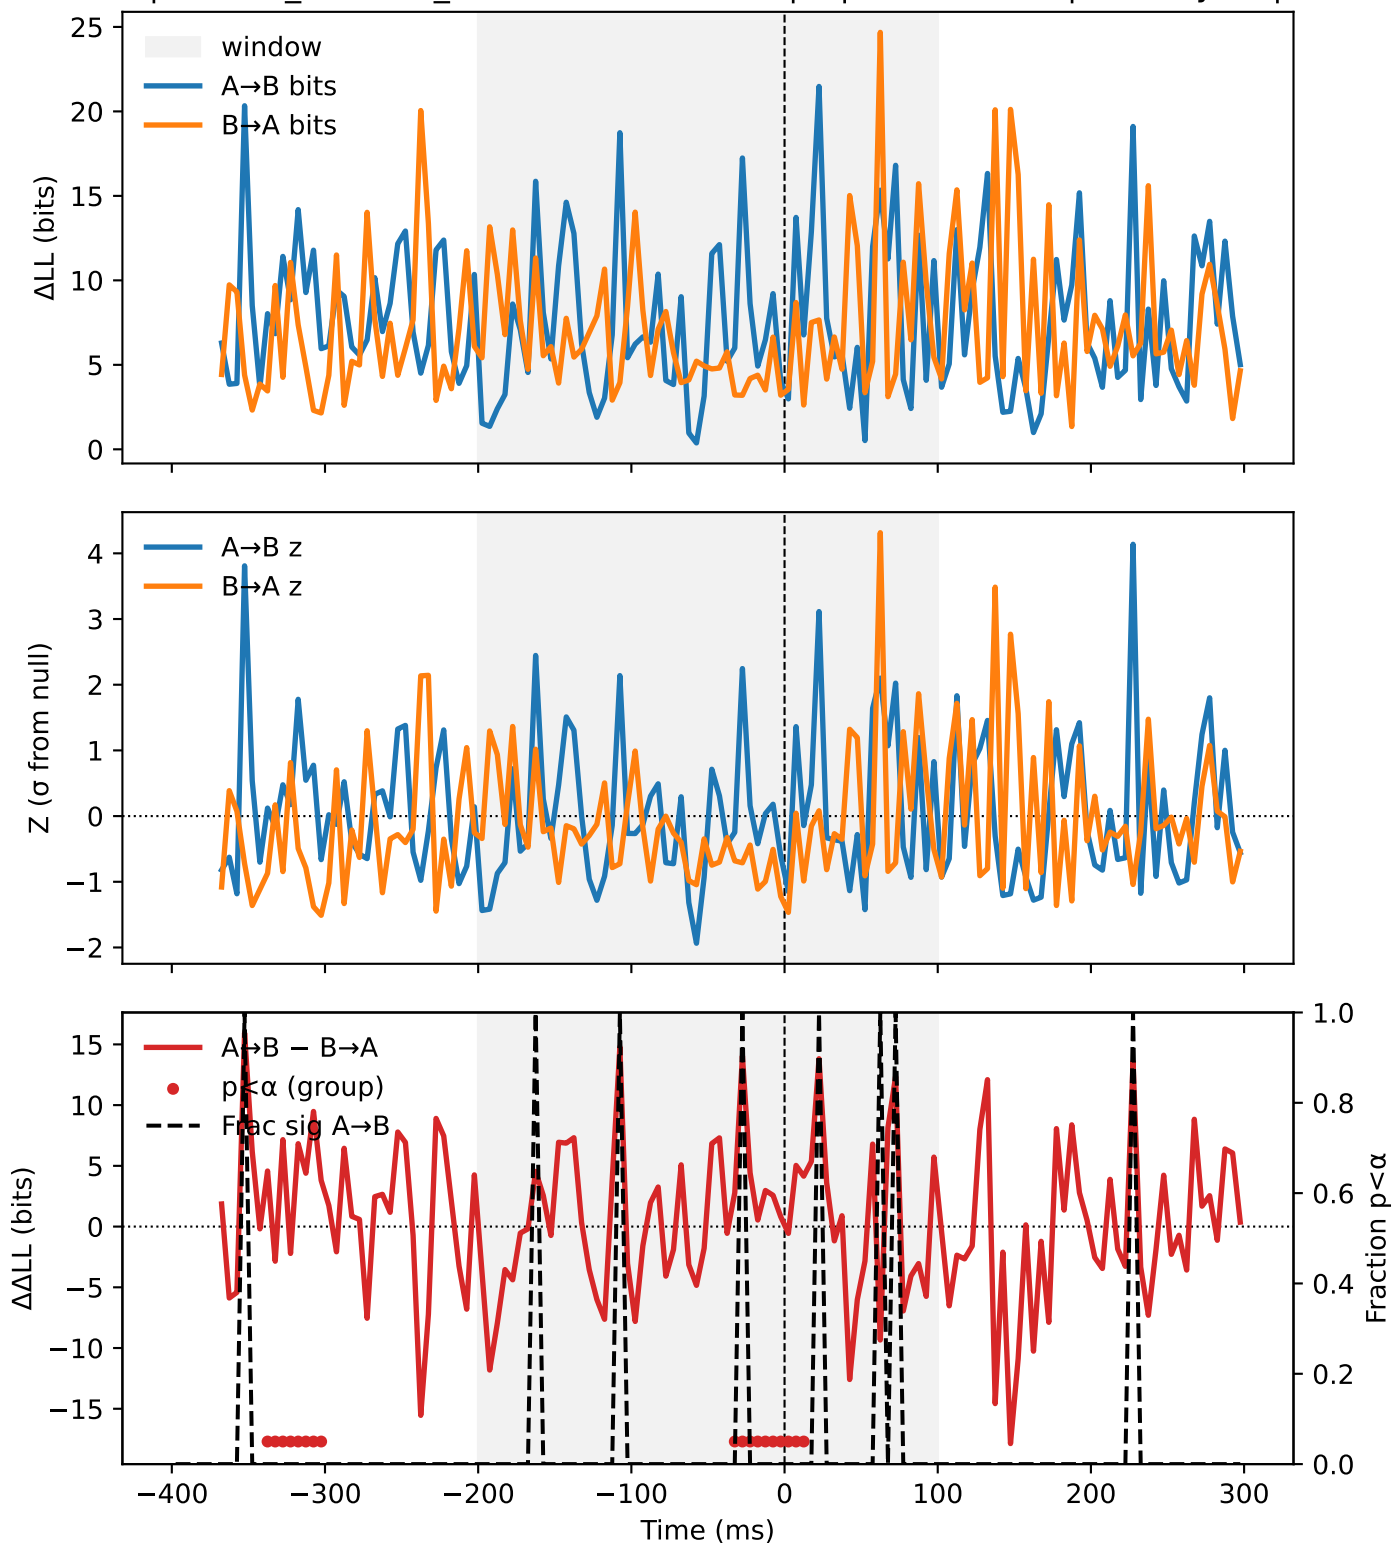 25
20
15
10
5
0
ΔLL (bits)
window
A→B bits
B→A bits
4
3
2
1
0
−1
−2
Z (σ from null)
A→B z
B→A z
15
10
5
0
−5
−10
−15
ΔΔLL (bits)
A→B − B→A
p<α (group)
Frac sig A→B
1.0
0.8
0.6
0.4
0.2
0.0
Fraction p<α
−400 −300 −200 −100 0 100 200 300
Time (ms)